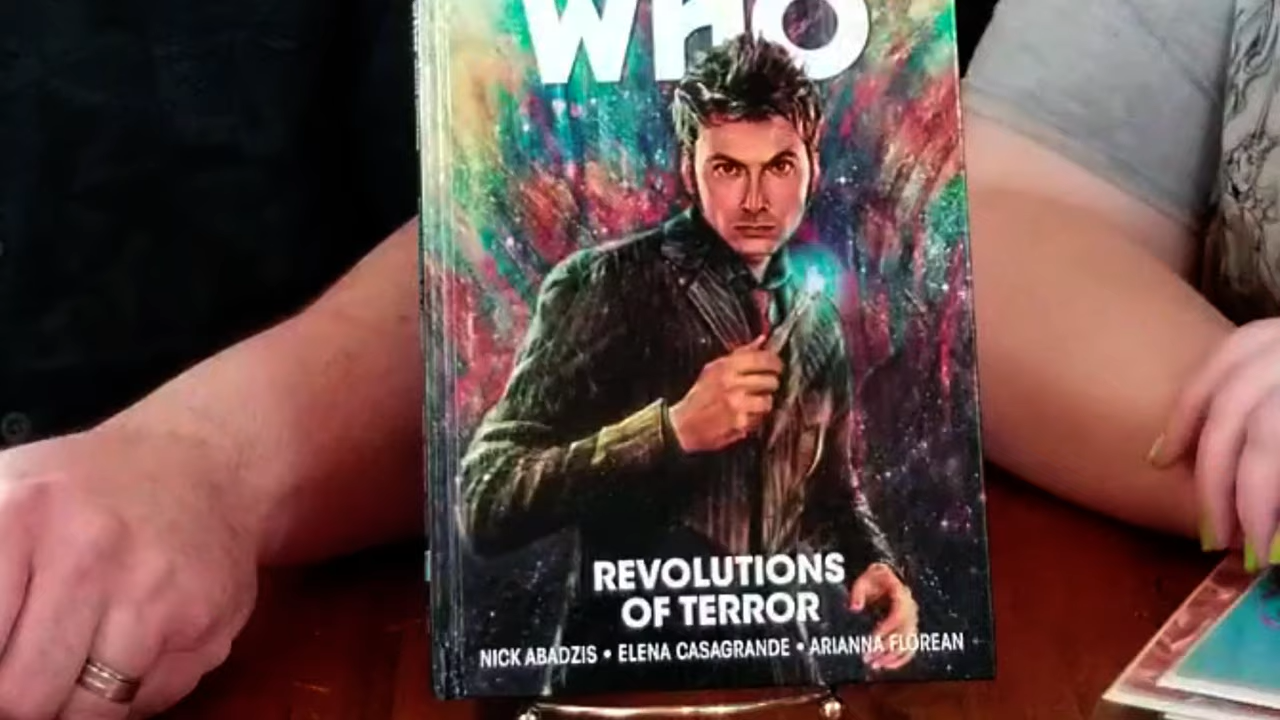 WHO
REVOLUTIONS
OF TERROR
NICK ABADZIS • ELENA CASAGRANDE • ARIANNA FLOREAN